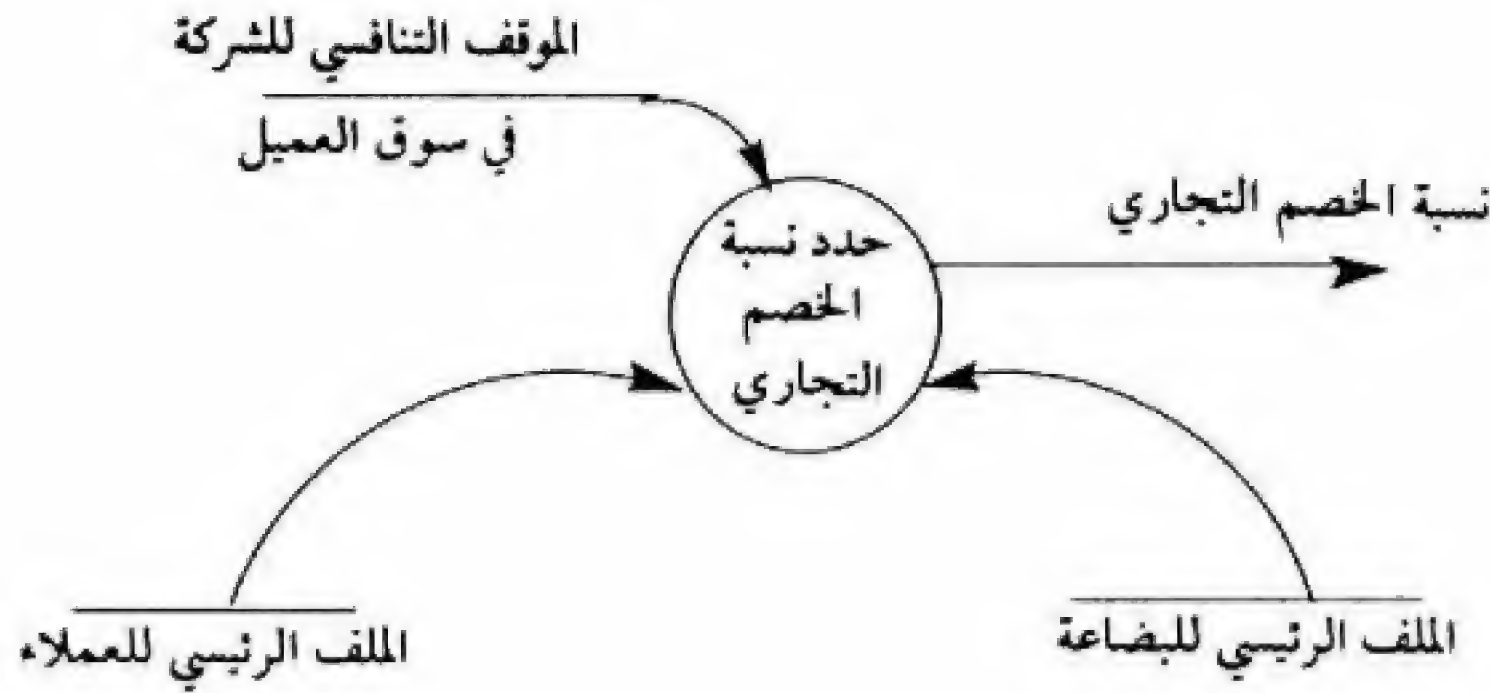 الموقف التنافسي للشركة
في سوق العميل
نسبة الخصم التجاري
حدد نسبة
الخصم
التجاري
الملف الرئيسي للبضاعة
الملف الرئيسي للعملاء